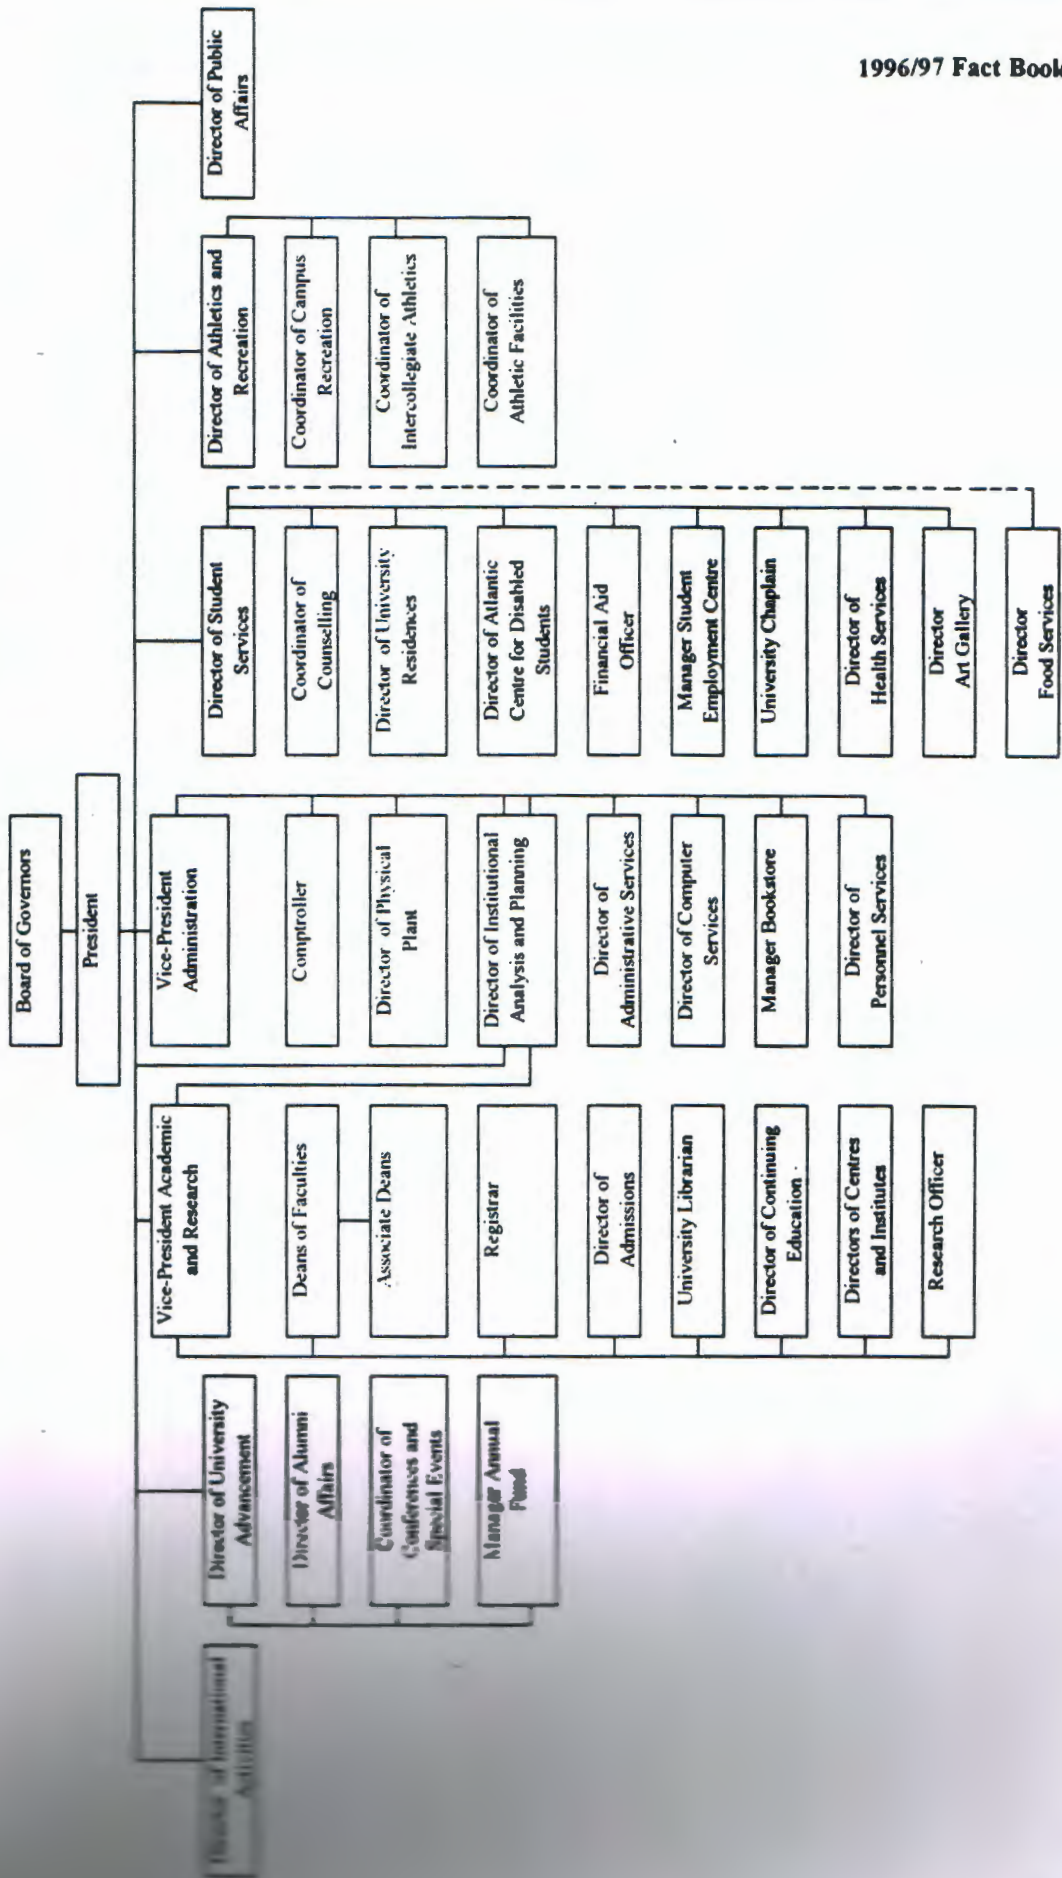 1996/97 Fact Book
Board of Governors
President
Director of International
Activities
Director of University
Advancement
Director of Alumni
Affairs
Coordinator of
Conferences and
Special Events
Manager Annual
Fund
Vice-President Academic
and Research
Deans of Faculties
Associate Deans
Registrar
Director of
Admissions
University Librarian
Director of Continuing
Education
Directors of Centres
and Institutes
Research Officer
Vice-President
Administration
Comptroller
Director of Physical
Plant
Director of Institutional
Analysis and Planning
Director of
Administrative Services
Director of Computer
Services
Manager Bookstore
Director of
Personnel Services
Director of Student
Services
Coordinator of
Counselling
Director of University
Residences
Director of Atlantic
Centre for Disabled
Students
Financial Aid
Officer
Manager Student
Employment Centre
University Chaplain
Director of
Health Services
Director
Art Gallery
Director
Food Services
Director of Athletics and
Recreation
Coordinator of Campus
Recreation
Coordinator of
Intercollegiate Athletics
Coordinator of
Athletic Facilities
Director of Public
Affairs